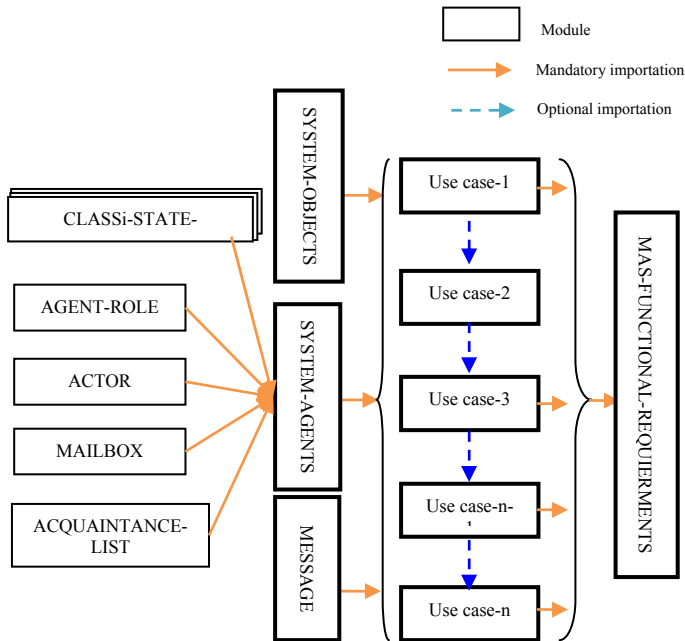 Module
Mandatory importation
Optional importation
SYSTEM-OBJECTS
Use case-1
CLASSi-STATE-
MAS-FUNCTIONAL-REQUIERMENTS
Use case-2
AGENT-ROLE
SYSTEM-AGENTS
ACTOR
Use case-3
MAILBOX
ACQUAINTANCE-
LIST
MESSAGE
Use case-n-
Use case-n